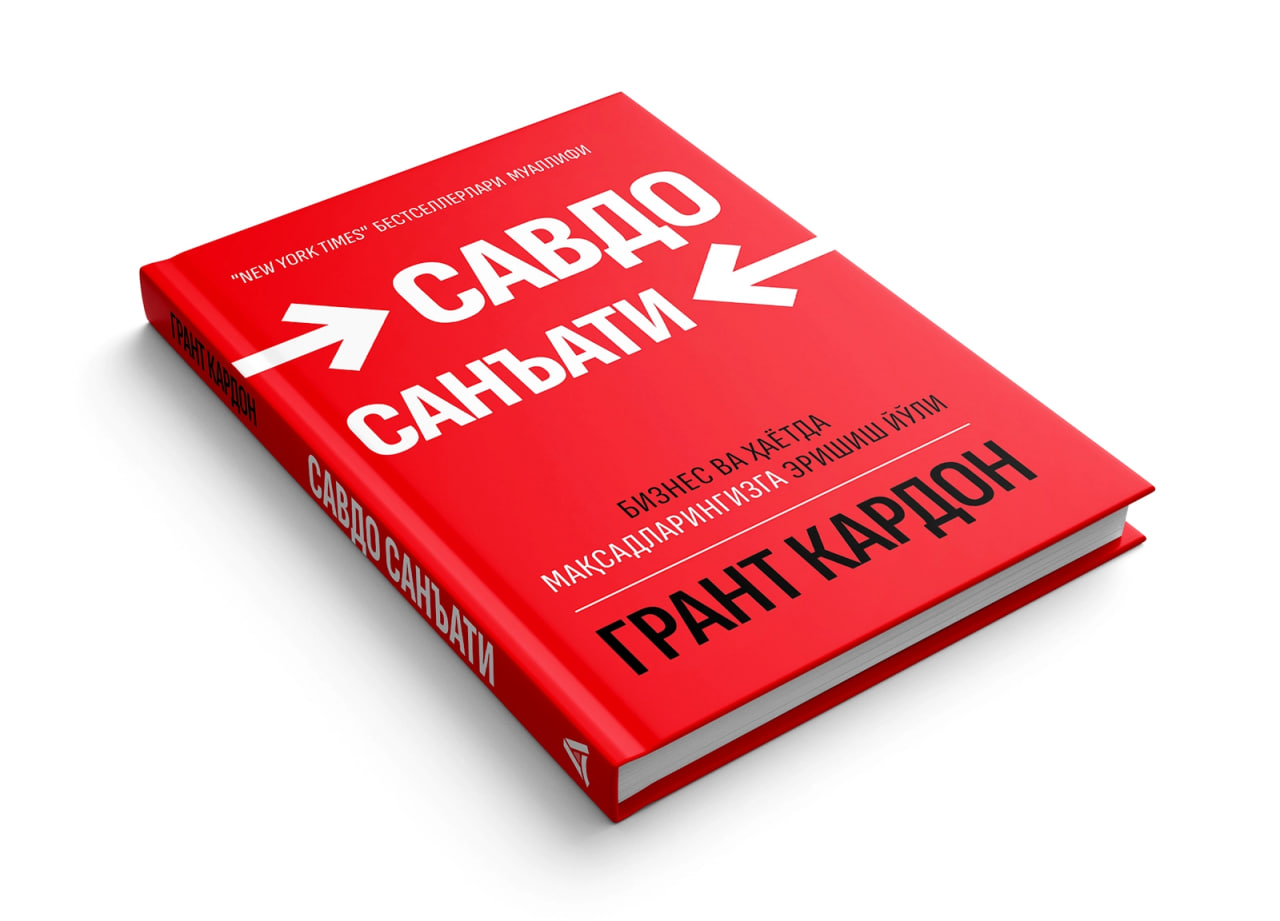 "NEW YORK TIMES" БЕСТСЕЛЛЕРЛАРИ МУАЛЛИФИ
САВДО
САНЪАТИ
БИЗНЕС ВА ҲАЁТДА
МАҚСАДЛАРИНГИЗГА ЭРИШИШ ЙЎЛИ
ГРАНТ КАРДОН
ГРАНТ КАРДОН
САВДО САНЪАТИ